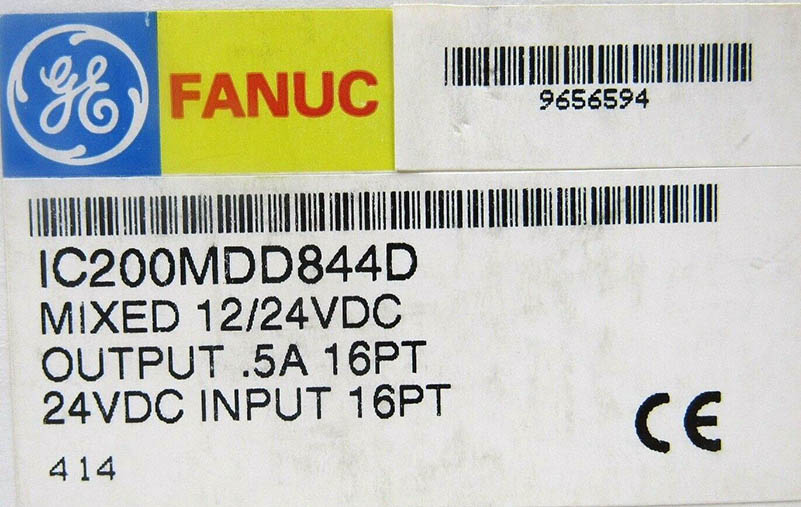 GE FANUC
9656594
IC200MDD844D
MIXED 12/24VDC
OUTPUT .5A 16PT
24VDC INPUT 16PT
CE
414